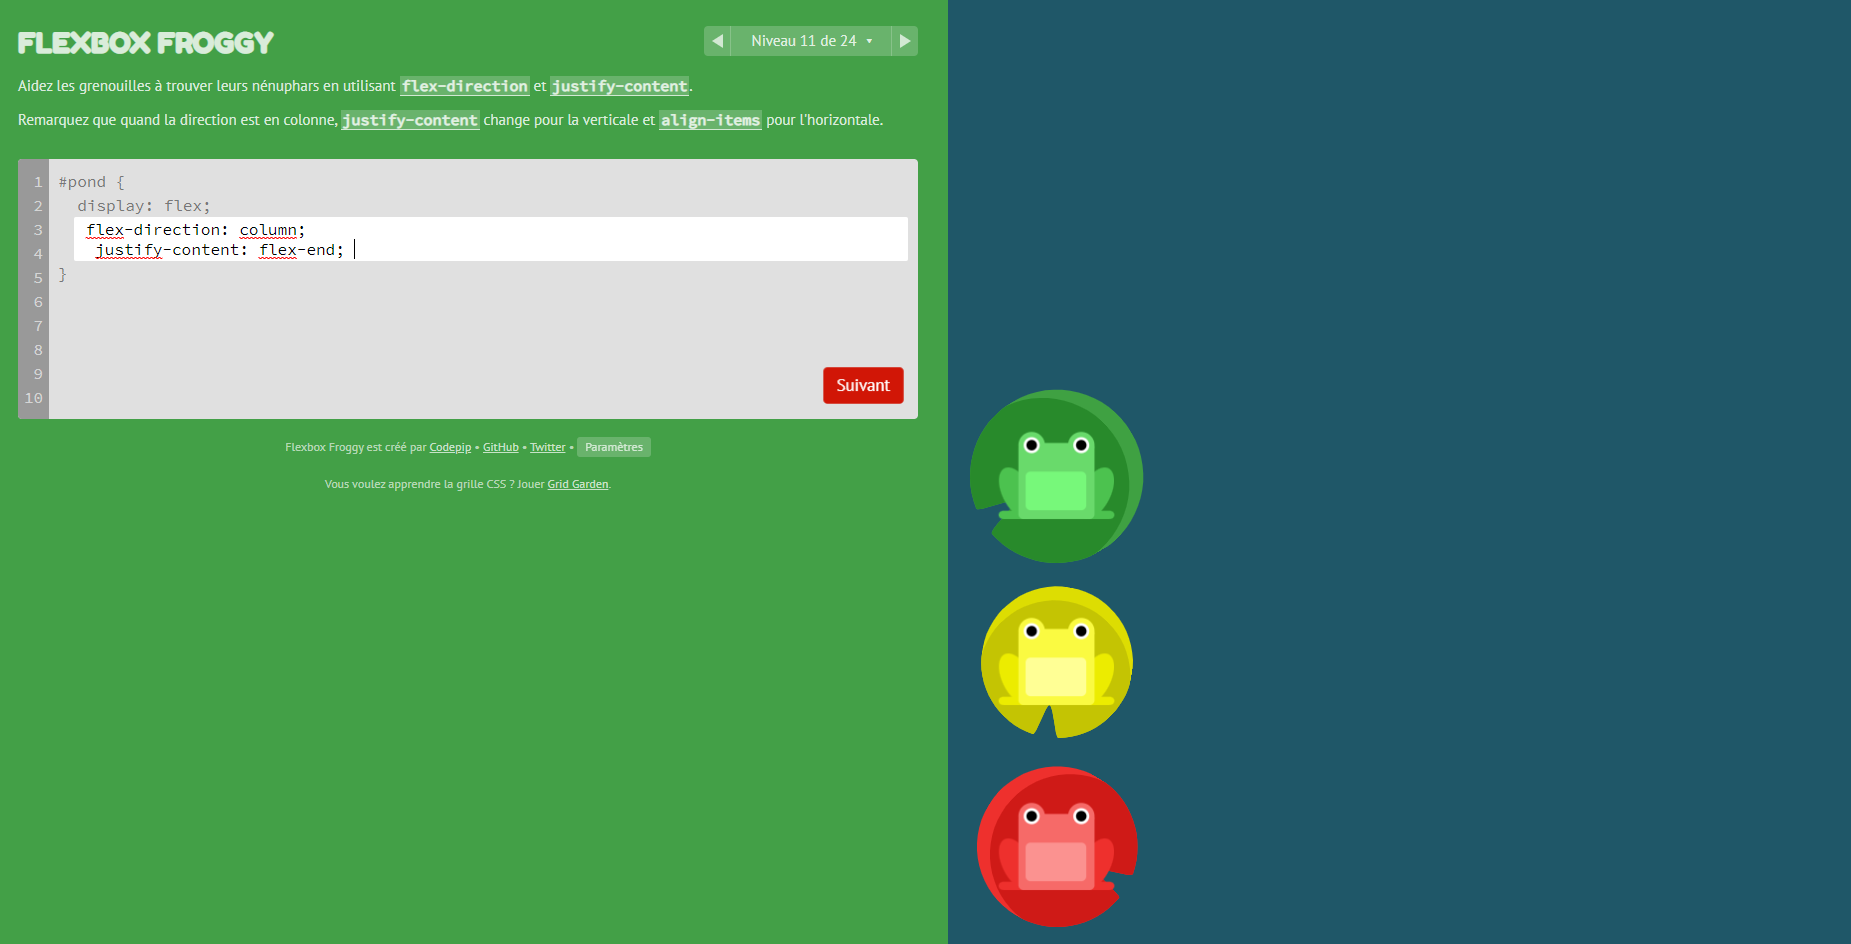 FLEXBOX FROGGY
Niveau 11 de 24
Aidez les grenouilles à trouver leurs nénuphars en utilisant flex-direction et justify-content.
Remarquez que quand la direction est en colonne, justify-content change pour la verticale et align-items pour l'horizontale.
1 #pond {
2 display: flex;
3 flex-direction: column;
4 justify-content: flex-end;
5 }
6
7
8
9
10
Suivant
Flexbox Froggy est créé par Codepip • GitHub • Twitter • Paramètres
Vous voulez apprendre la grille CSS ? Jouer Grid Garden.